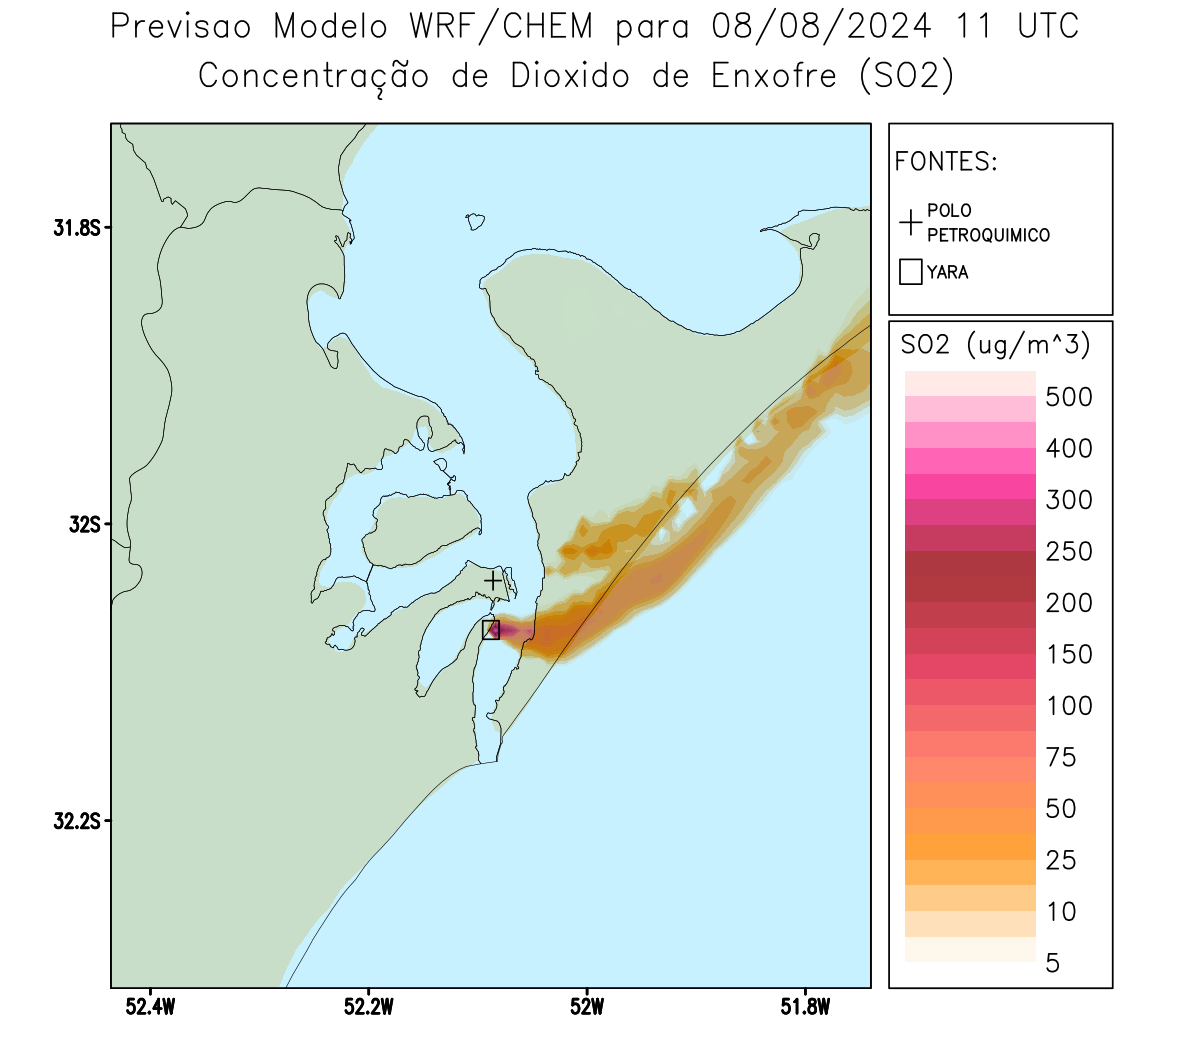 Previsao Modelo WRF/CHEM para 08/08/2024 11 UTC
Concentração de Dioxido de Enxofre (SO2)
FONTES:
POLO
PETROQUIMICO
YARA
SO2 (ug/m^3)
500
400
300
250
200
150
100
75
50
25
10
5
31.8S
32S
32.2S
52.4W
52.2W
52W
51.8W